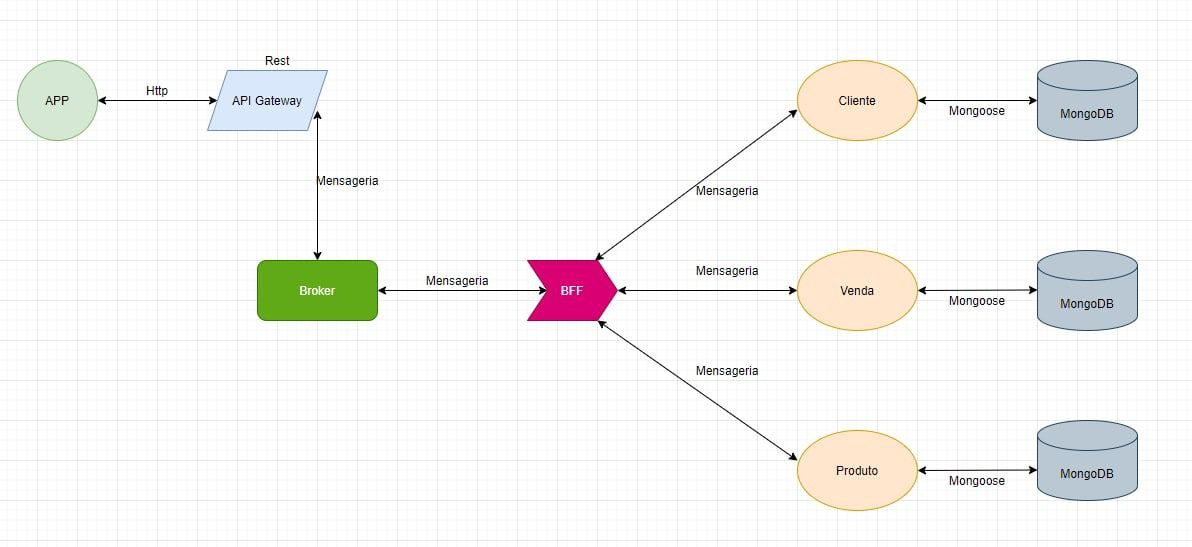 Rest
APP
Http
API Gateway
Mensageria
Broker
Mensageria
BFF
Mensageria
Cliente
Mongoose
MongoDB
Mensageria
Venda
Mongoose
MongoDB
Mensageria
Produto
Mongoose
MongoDB